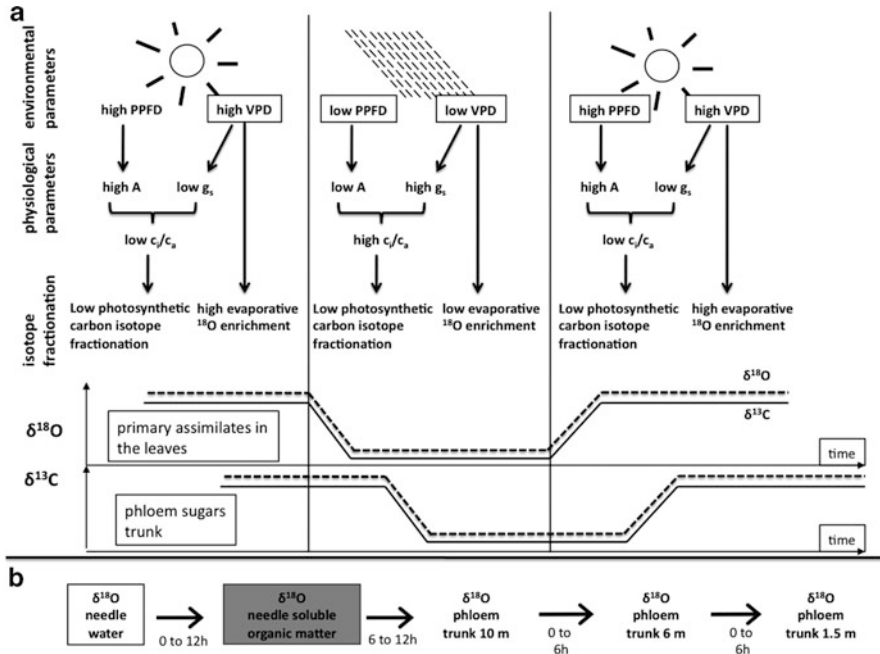 a
environmental
parameters
high PPFD
high VPD
low PPFD
low VPD
high PPFD
high VPD
physiological
parameters
high A
low gs
low A
high gs
high A
low gs
low ci/ca
high ci/ca
low ci/ca
isotope
fractionation
Low photosynthetic
carbon isotope
fractionation
high evaporative
18O enrichment
Low photosynthetic
carbon isotope
fractionation
low evaporative
18O enrichment
Low photosynthetic
carbon isotope
fractionation
high evaporative
18O enrichment
δ18O
δ13C
δ18O
primary assimilates in
the leaves
time
δ13C
phloem sugars
trunk
time
b
δ18O
needle
water
0 to 12h
δ18O
needle soluble
organic matter
6 to 12h
δ18O
phloem
trunk 10 m
0 to
6h
δ18O
phloem
trunk 6 m
0 to
6h
δ18O
phloem
trunk 1.5 m